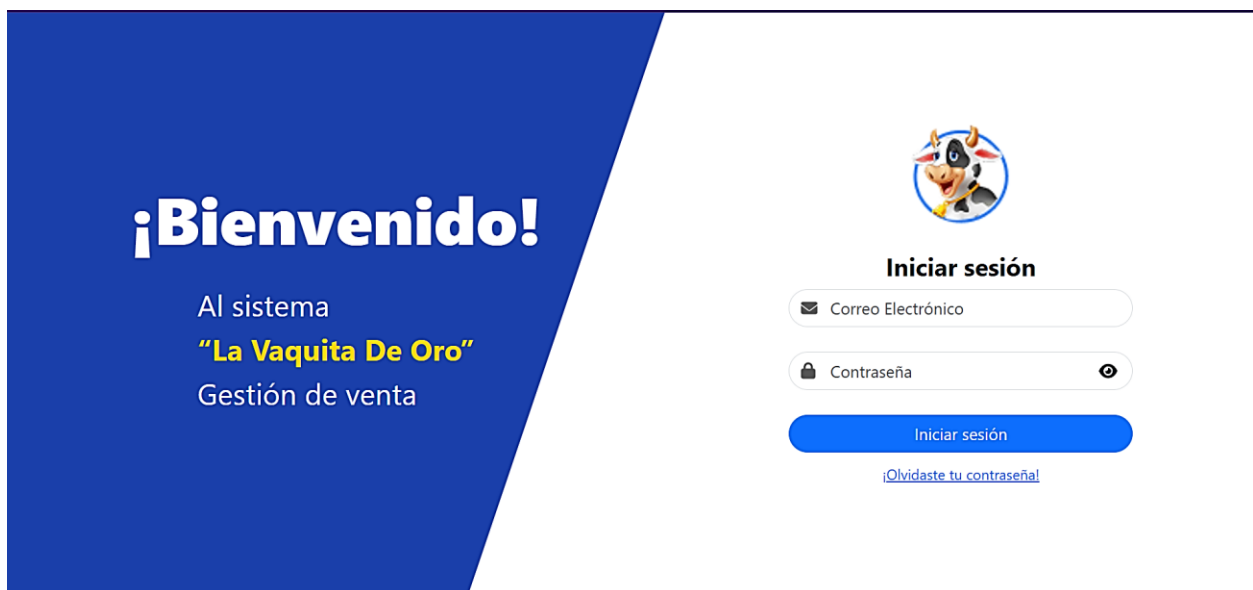 ¡Bienvenido!
Al sistema
“La Vaquita De Oro”
Gestión de venta
Iniciar sesión
Correo Electrónico
Contraseña
Iniciar sesión
¡Olvidaste tu contraseña!